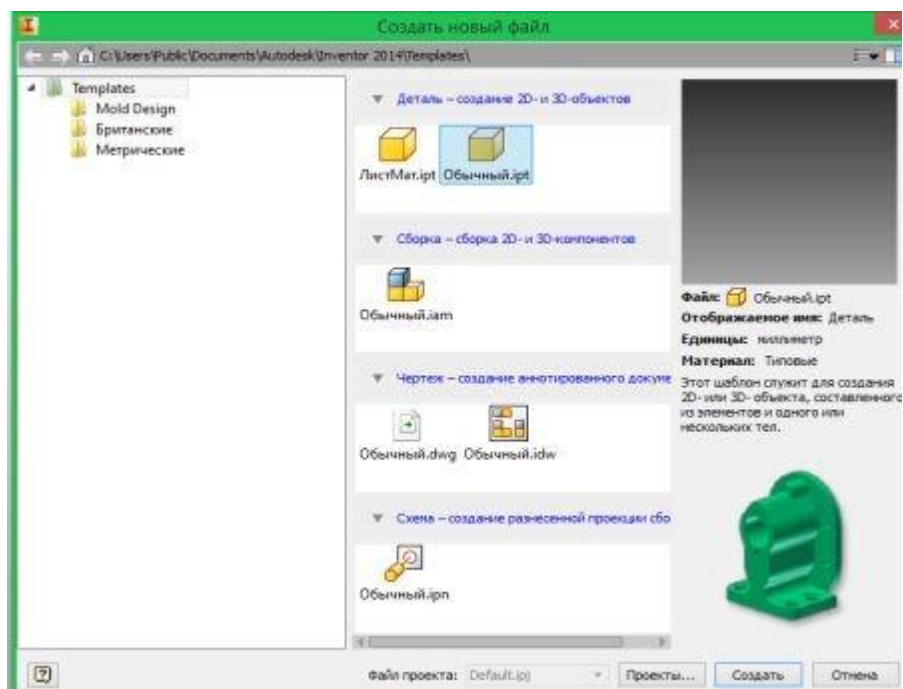 Создать новый файл
C:\Users\Public\Documents\Autodesk\Inventor 2014\Templates\
Templates
Mold Design
Британские
Метрические
Деталь – создание 2D- и 3D-объектов
ЛистМат.ipt Обычный.ipt
Сборка – сборка 2D- и 3D-компонентов
Обычный.iam
Чертеж – создание аннотированного докуме
Обычный.dwg Обычный.idw
Схема – создание разнесенной проекции сбо
Обычный.ipn
Файл: Обычный.ipt
Отображаемое имя: Деталь
Единицы: миллиметр
Материал: Типовые
Этот шаблон служит для создания
2D- или 3D- объекта, составленного
из элементов и одного или
нескольких тел.
Файл проекта: Default.ipj
Проекты...
Создать
Отмена